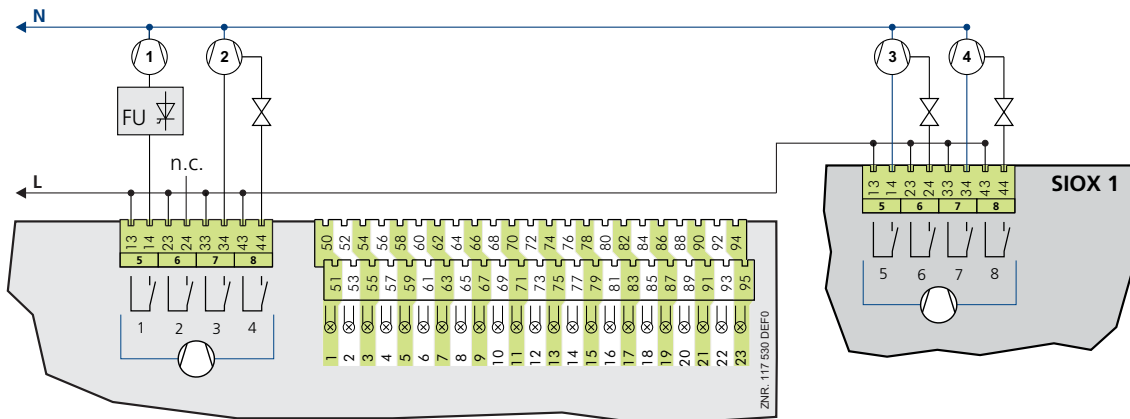 N
1 2 3 4
FU
n.c.
L
SIOX 1
13 14 23 24 33 34 43 44
5 6 7 8
1 2 3 4
50 52 54 56 58 60 62 64 66 68 70 72 74 76 78 80 82 84 86 88 90 92 94
51 53 55 57 59 61 63 65 67 69 71 73 75 77 79 81 83 85 87 89 91 93 95
1 2 3 4 5 6 7 8 9 10 11 12 13 14 15 16 17 18 19 20 21 22 23
ZNR. 117 530 DEF0
13 14 23 24 33 34 43 44
5 6 7 8
5 6 7 8